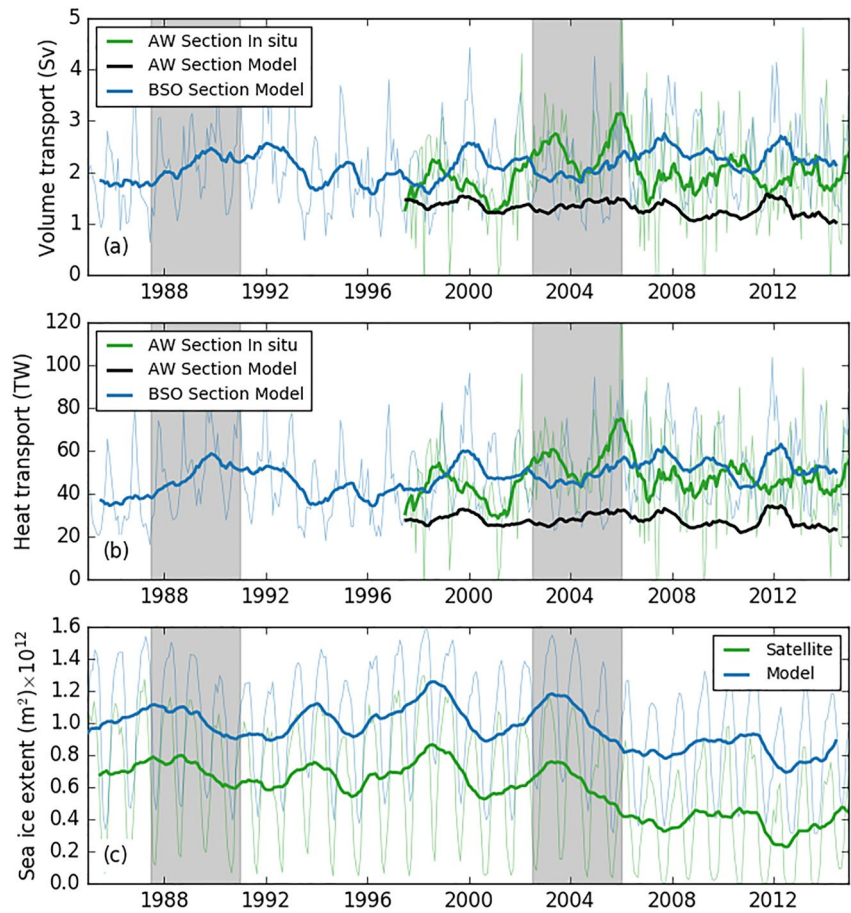 5
4
3
2
1
0
Volume transport (Sv)
AW Section In situ
AW Section Model
BSO Section Model
(a)
1988 1992 1996 2000 2004 2008 2012
120
100
80
60
40
20
0
Heat transport (TW)
AW Section In situ
AW Section Model
BSO Section Model
(b)
1988 1992 1996 2000 2004 2008 2012
1.6
1.4
1.2
1.0
0.8
0.6
0.4
0.2
0.0
Sea ice extent (m²)×10¹²
Satellite
Model
(c)
1988 1992 1996 2000 2004 2008 2012